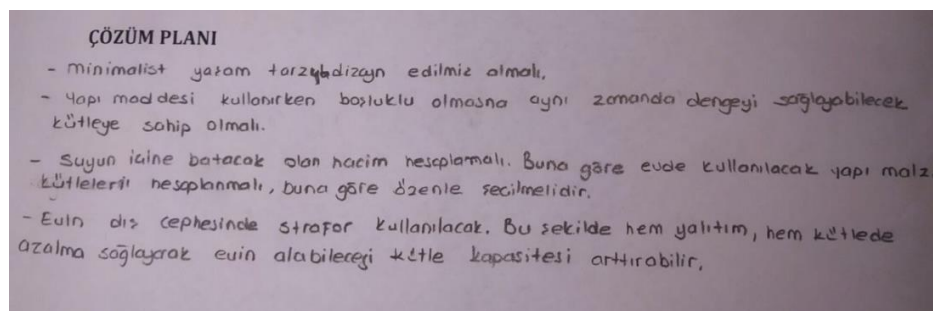 ÇÖZÜM PLANI
- minimalist yaşam tarzıyla dizayn edilmiş olmalı.
- Yapı maddesi kullanırken boşluklu olmasna aynı zamanda dengeyi sağlayabilecek
kütleye sahip olmalı.
- Suyun içine batacak olan hacim hesaplamalı. Buna göre evde kullanılacak yapı malz
kütleleri hesaplanmalı, buna göre özenle seçilmelidir.
- Evin dış cephesinde strafor kullanılacak. Bu şekilde hem yalıtım, hem kütlede
azalma sağlayarak evin alabileceği kütle kapasitesi arttırabilir.